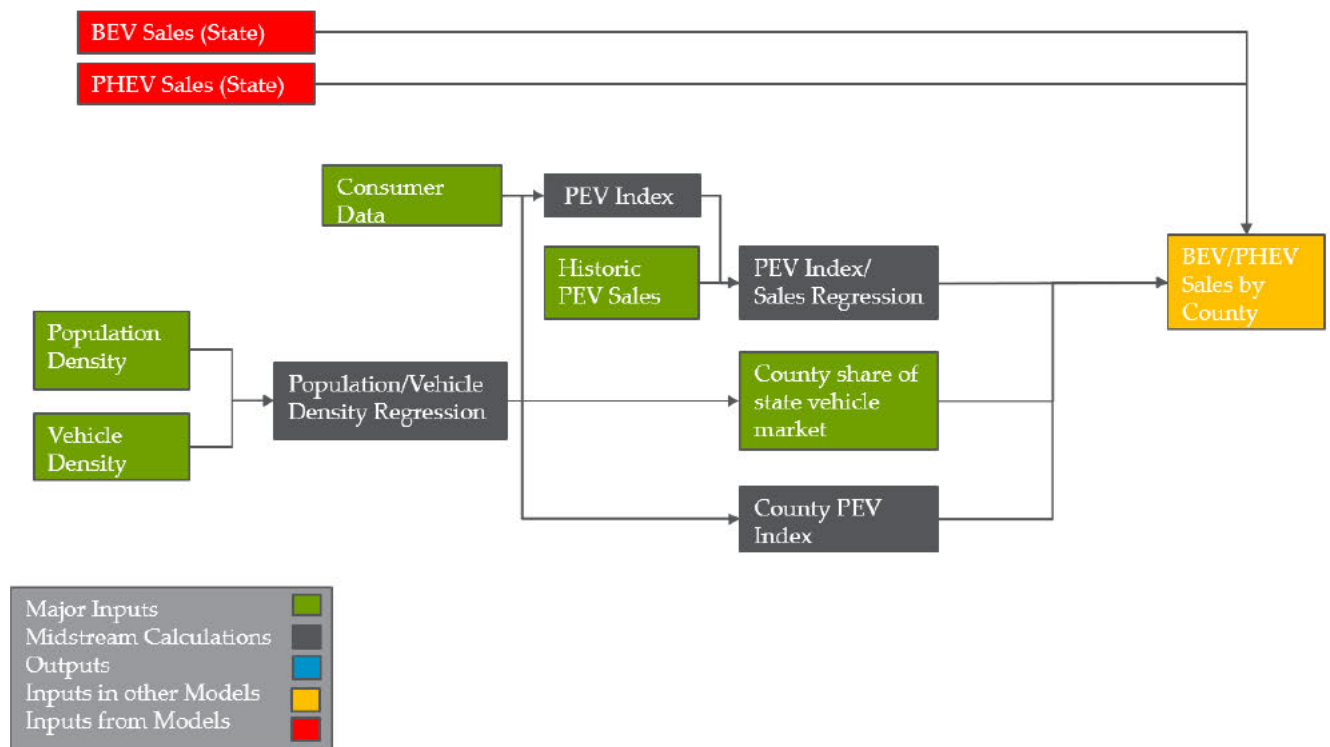 BEV Sales (State)
PHEV Sales (State)
Consumer
Data
PEV Index
Historic
PEV Sales
PEV Index/
Sales Regression
BEV/PHEV
Sales by
County
Population
Density
Vehicle
Density
Population/Vehicle
Density Regression
County share of
state vehicle
market
County PEV
Index
Major Inputs
Midstream Calculations
Outputs
Inputs in other Models
Inputs from Models